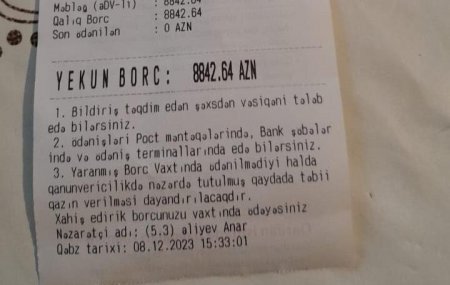 Məbləğ (ƏDV-li) : 8842.64
Qalıq Borc : 8842.64
Son ödənilən : 0 AZN
YEKUN BORC: 8842.64 AZN
1. Bildiriş təqdim edən şəxsdən vəsiqəni tələb
edə bilərsiniz.
2. Ödənişləri Poct məntəqələrində, Bank şöbələr
ində və ödəniş terminallarında edə bilərsiniz.
3. Yaranmış Borc Vaxtında ödənilmədiyi halda
qanunvericilikdə nəzərdə tutulmuş qaydada təbii
qazın verilməsi dayandırılacaqdır.
Xahiş edirik borcunuzu vaxtında ödəyəsiniz
Nəzarətçi adı: (5.3) Əliyev Anar
Qəbz tarixi: 08.12.2023 15:33:01